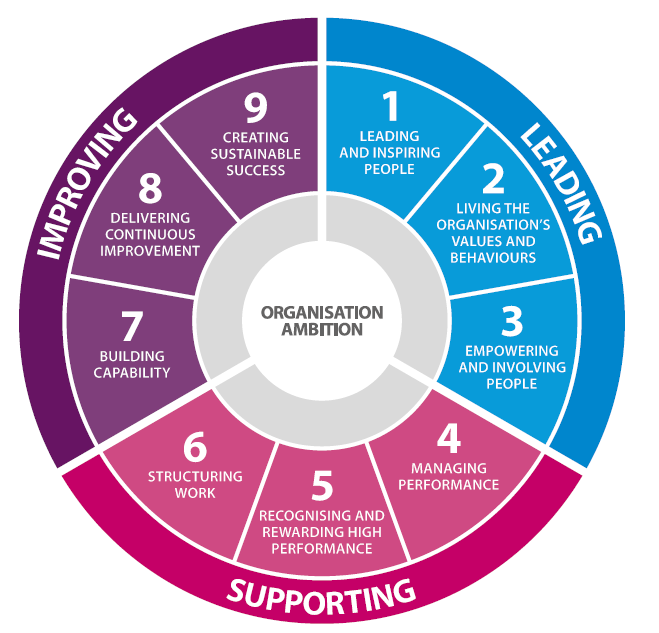 LEADING
1
LEADING
AND INSPIRING
PEOPLE
2
LIVING THE
ORGANISATION'S
VALUES AND
BEHAVIOURS
3
EMPOWERING
AND INVOLVING
PEOPLE
SUPPORTING
4
MANAGING
PERFORMANCE
5
RECOGNISING AND
REWARDING HIGH
PERFORMANCE
6
STRUCTURING
WORK
IMPROVING
7
BUILDING
CAPABILITY
8
DELIVERING
CONTINUOUS
IMPROVEMENT
9
CREATING
SUSTAINABLE
SUCCESS
ORGANISATION
AMBITION